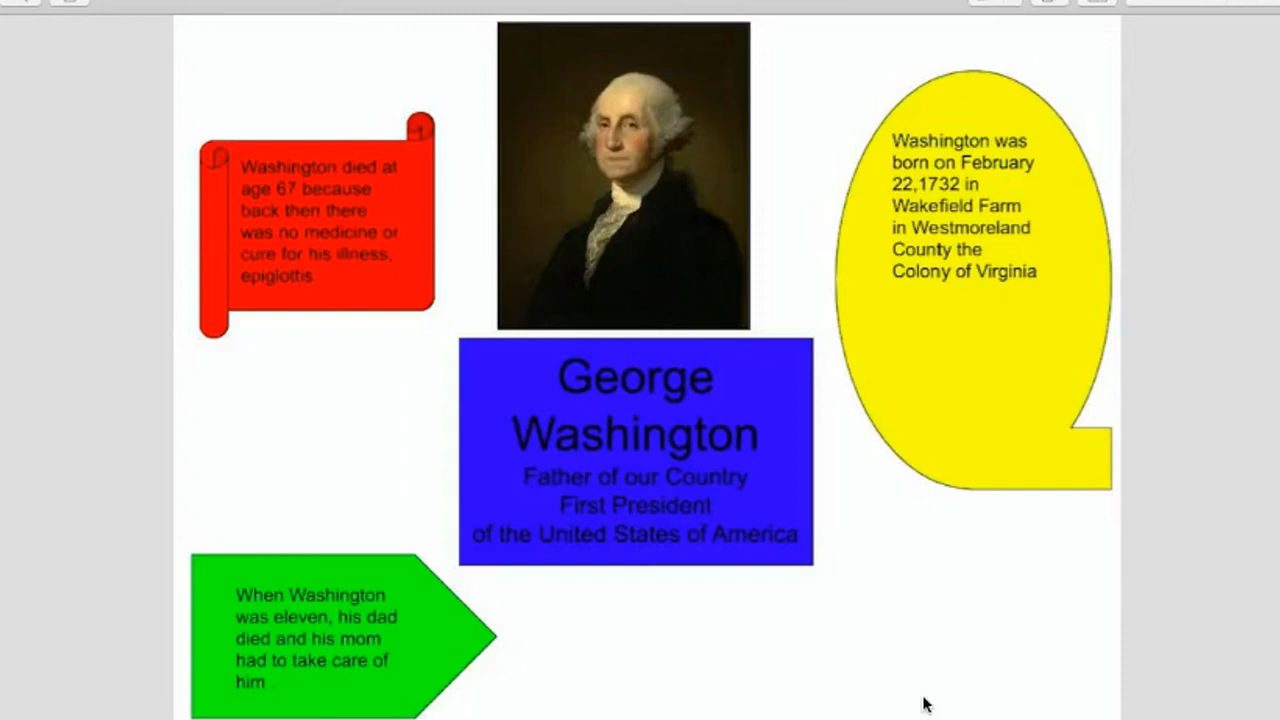 Washington died at
age 67 because
back then there
was no medicine or
cure for his illness,
epiglottis
Washington was
born on February
22,1732 in
Wakefield Farm
in Westmoreland
County the
Colony of Virginia
George
Washington
Father of our Country
First President
of the United States of America
When Washington
was eleven, his dad
died and his mom
had to take care of
him .